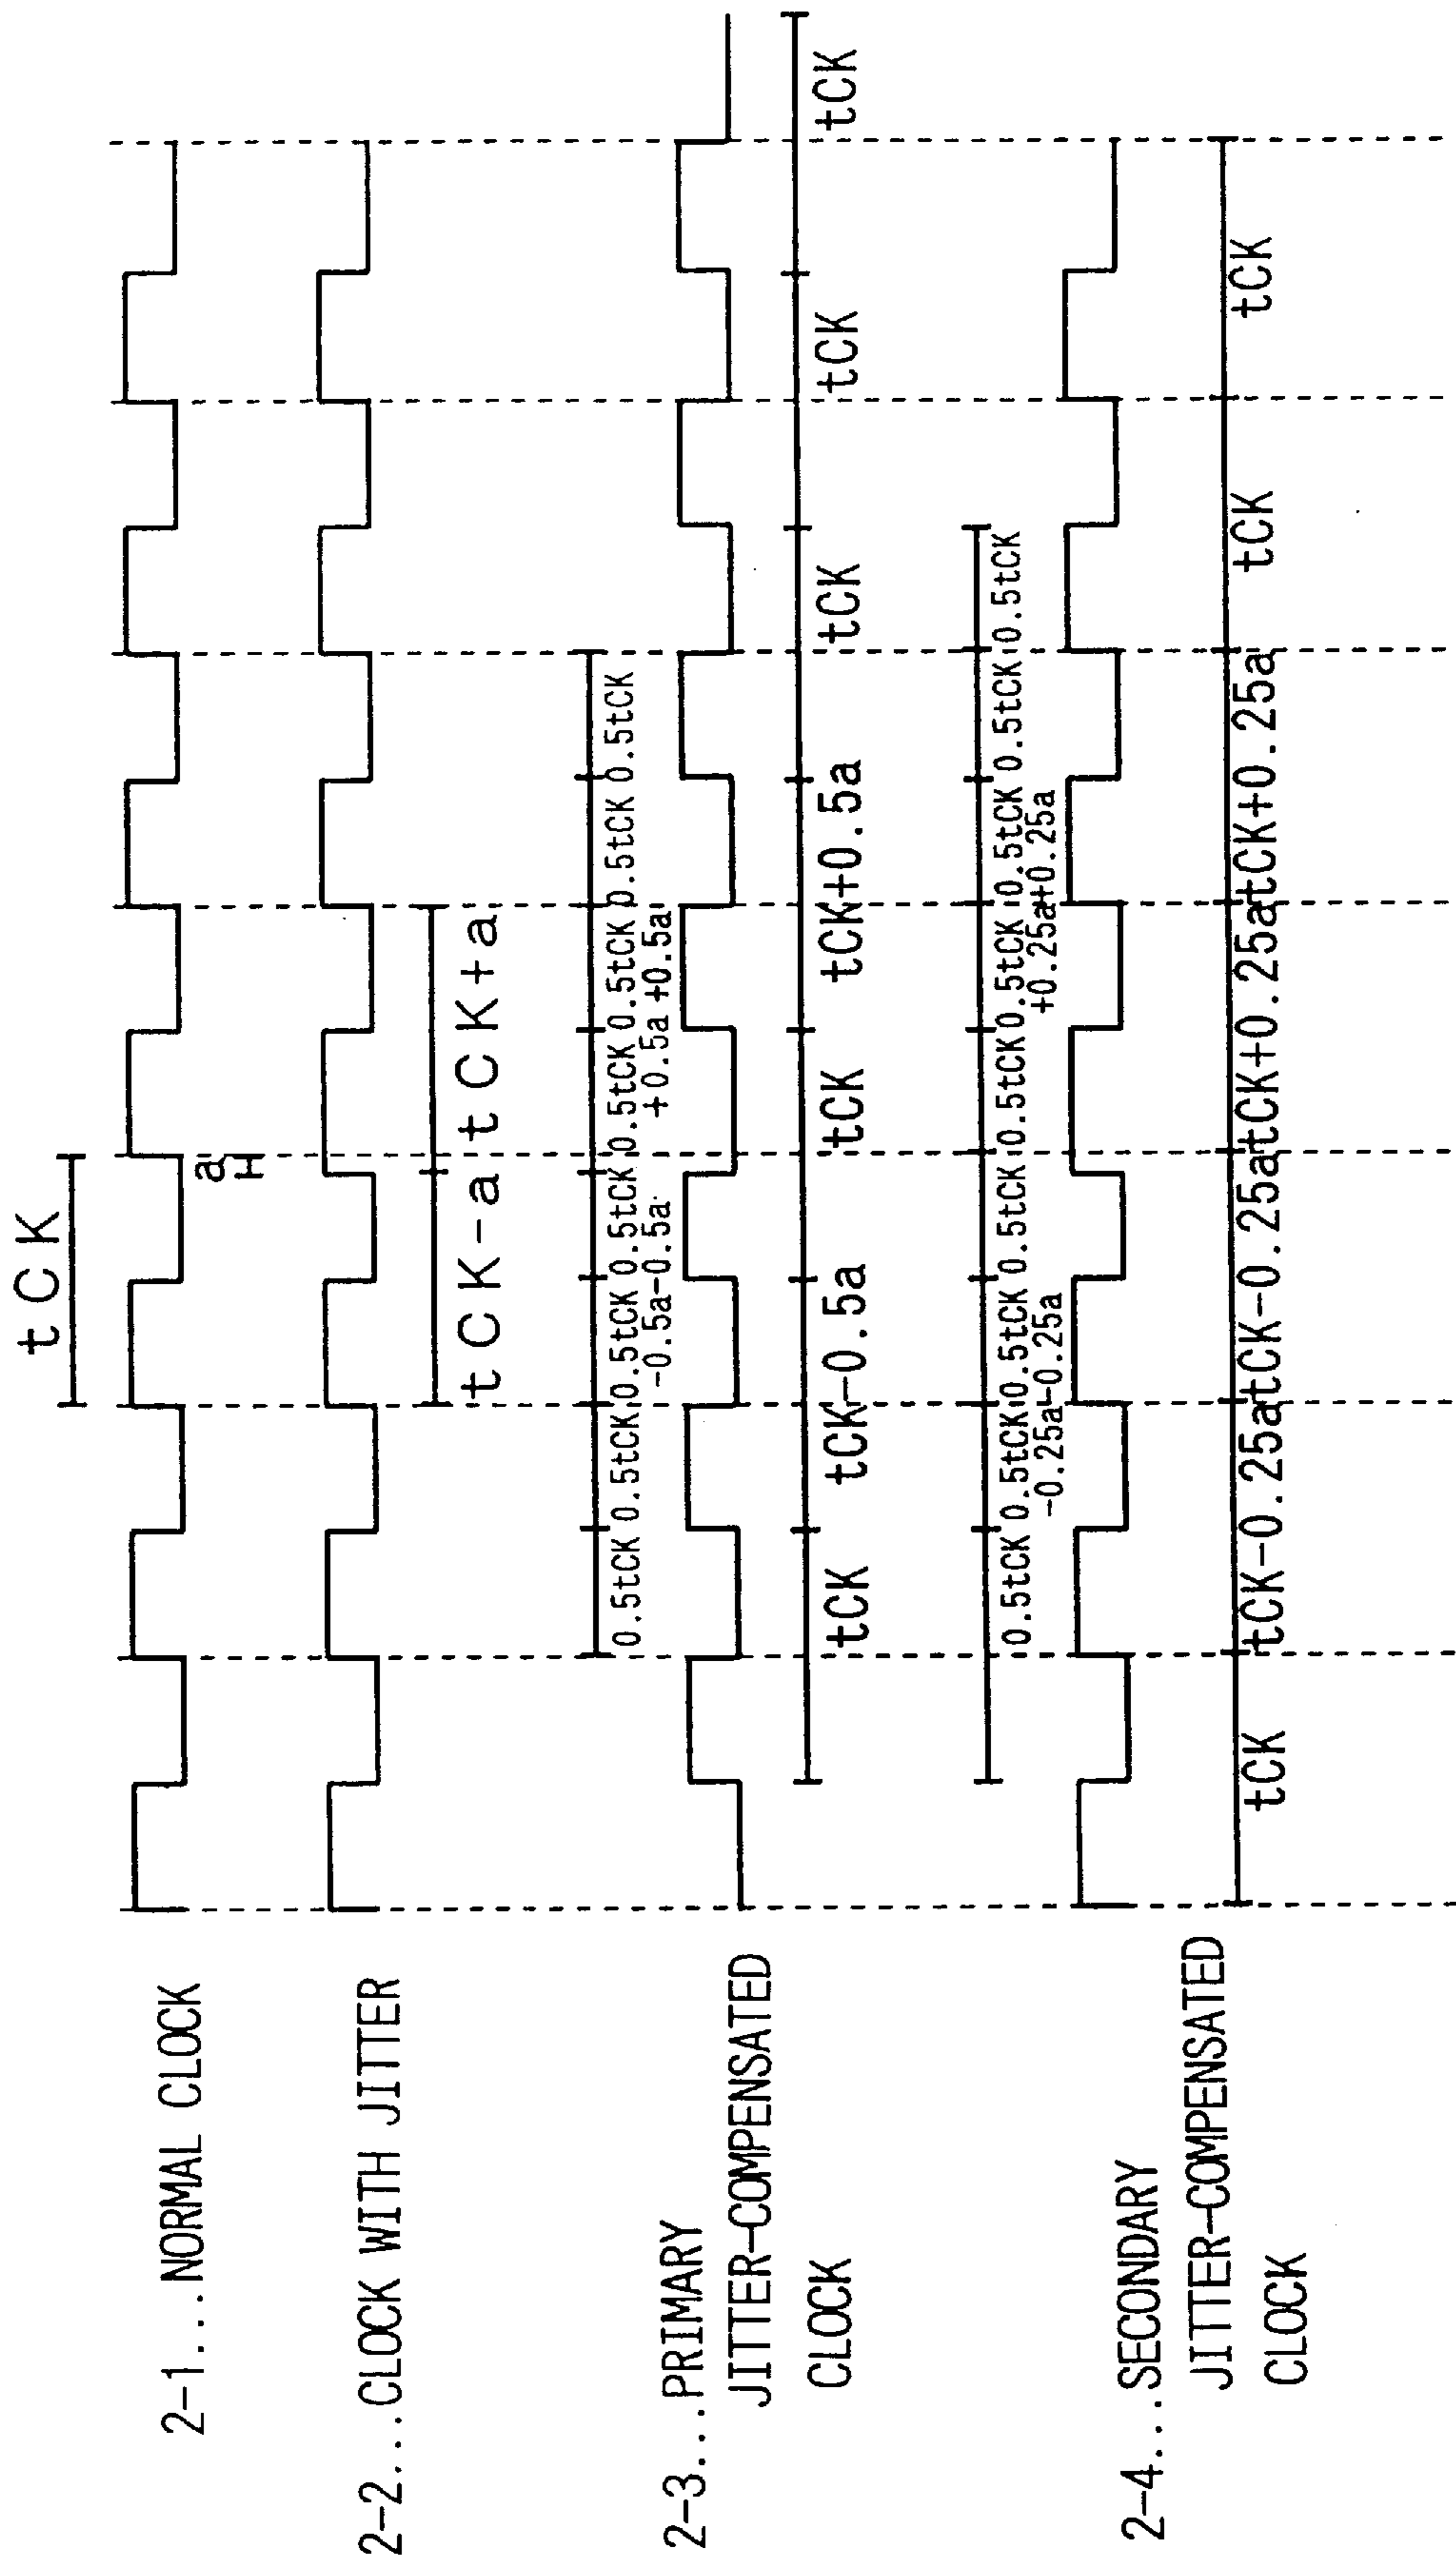 tCK
2-1...NORMAL CLOCK
a
2-2...CLOCK WITH JITTER
tCK-a tCK+a
0.5tCK 0.5tCK 0.5tCK 0.5tCK 0.5tCK 0.5tCK 0.5tCK 0.5tCK
-0.5a -0.5a +0.5a +0.5a
2-3...PRIMARY
JITTER-COMPENSATED
CLOCK
tCK tCK-0.5a tCK-0.5a tCK tCK+0.5a tCK tCK tCK
0.5tCK 0.5tCK 0.5tCK 0.5tCK 0.5tCK 0.5tCK 0.5tCK 0.5tCK 0.5tCK
-0.25a -0.25a +0.25a +0.25a
2-4...SECONDARY
JITTER-COMPENSATED
CLOCK
tCK tCK-0.25a tCK-0.25a tCK+0.25a tCK+0.25a tCK tCK